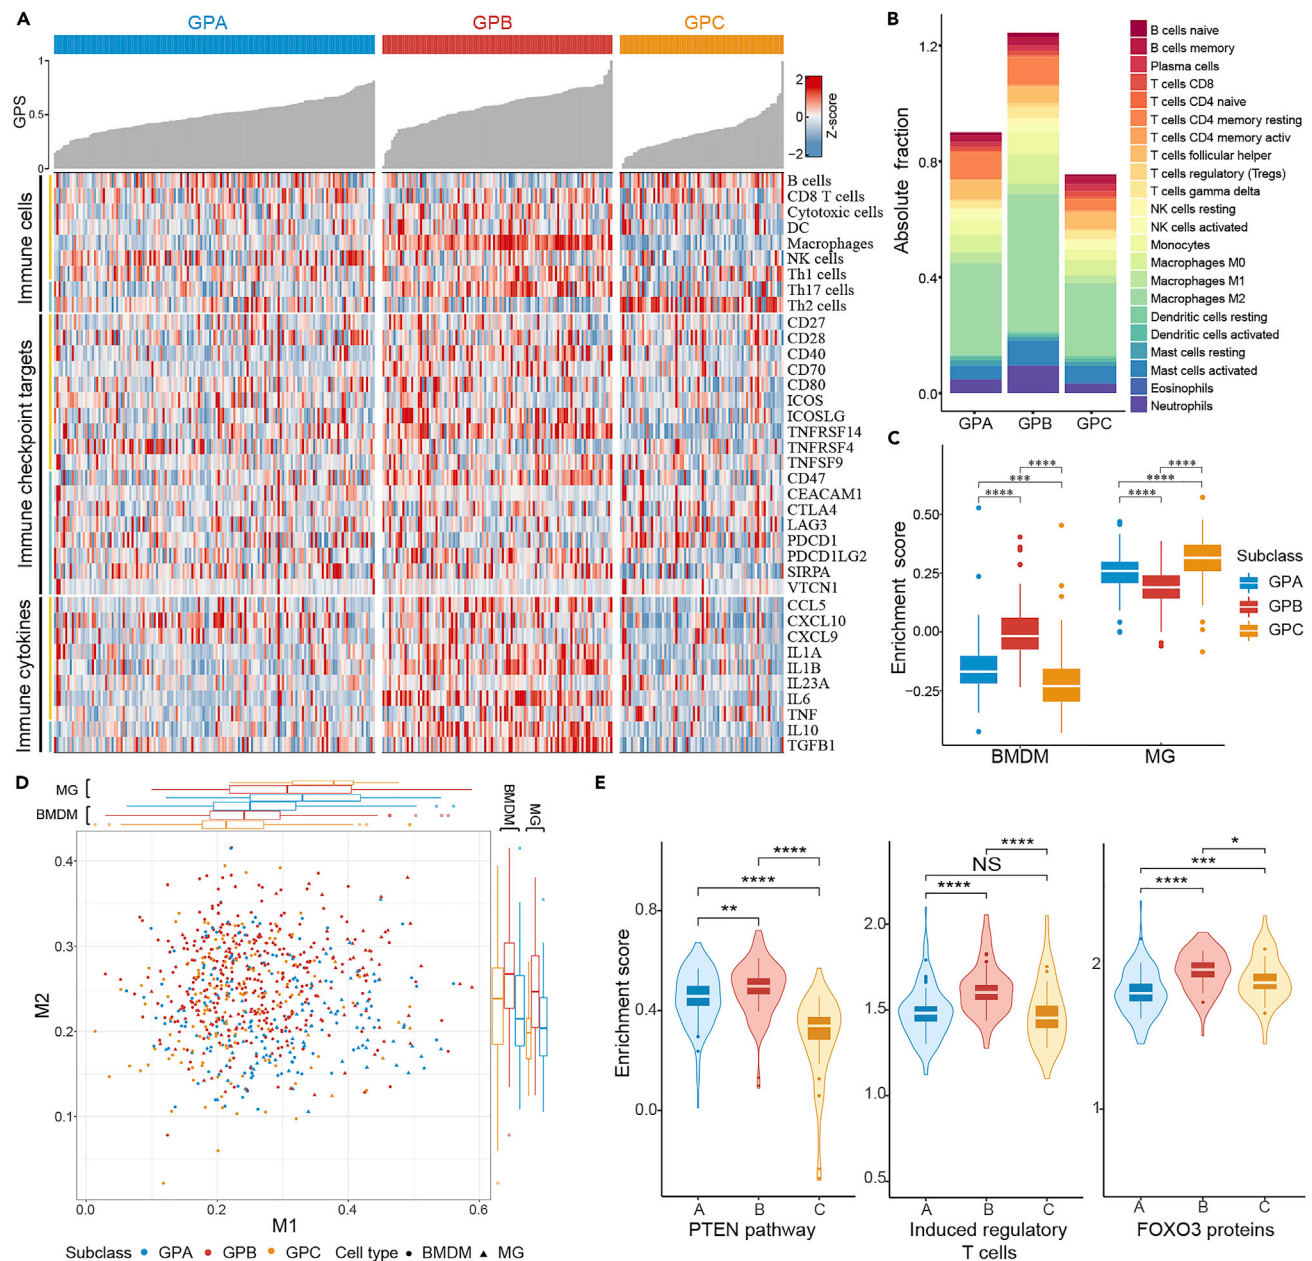 A
GPA
GPB
GPC
1
0.5
0
GPS
2
0
−2
Z-score
Immune cells
B cells
CD8 T cells
Cytotoxic cells
DC
Macrophages
NK cells
Th1 cells
Th17 cells
Th2 cells
Immune checkpoint targets
CD27
CD28
CD40
CD70
CD80
ICOS
ICOSLG
TNFRSF14
TNFRSF4
TNFSF9
CD47
CEACAM1
CTLA4
LAG3
PDCD1
PDCD1LG2
SIRPA
VTCN1
Immune cytokines
CCL5
CXCL10
CXCL9
IL1A
IL1B
IL23A
IL6
TNF
IL10
TGFB1
B
Absolute fraction
1.2
0.8
0.4
0.0
GPA GPB GPC
B cells naive
B cells memory
Plasma cells
T cells CD8
T cells CD4 naive
T cells CD4 memory resting
T cells CD4 memory activ
T cells follicular helper
T cells regulatory (Tregs)
T cells gamma delta
NK cells resting
NK cells activated
Monocytes
Macrophages M0
Macrophages M1
Macrophages M2
Dendritic cells resting
Dendritic cells activated
Mast cells resting
Mast cells activated
Eosinophils
Neutrophils
C
Enrichment score
0.50
0.25
0.00
−0.25
****
***
****
****
****
****
BMDM MG
Subclass
GPA
GPB
GPC
D
MG
BMDM
BMDM
MG
M2
0.4
0.3
0.2
0.1
0.0 0.2 0.4 0.6
M1
Subclass GPA GPB GPC Cell type BMDM MG
E
Enrichment score
0.8
0.4
0.0
****
****
**
A B C
PTEN pathway
2.0
1.5
1.0
0.5
****
NS
****
A B C
Induced regulatory
T cells
2
1
*
***
****
A B C
FOXO3 proteins